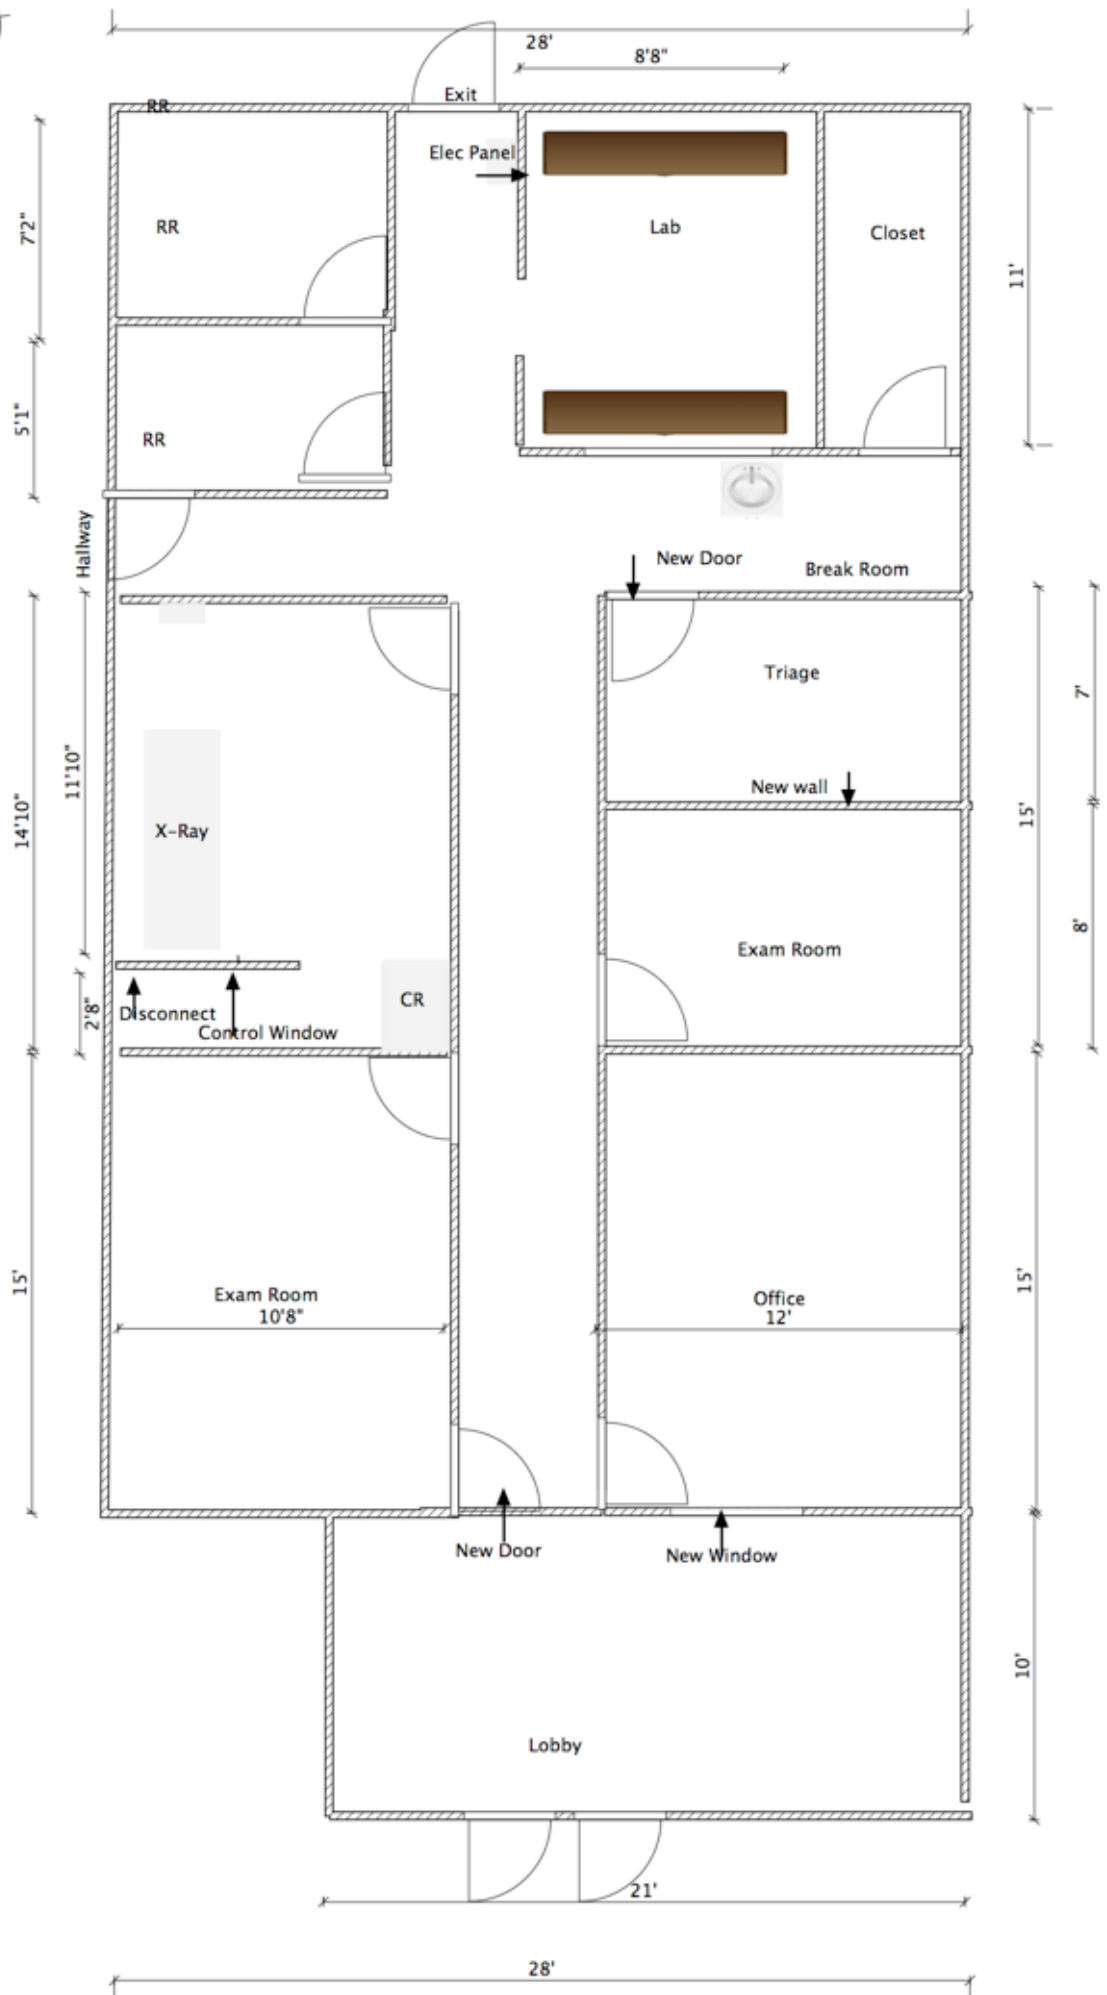 28'
8'8"
Exit
RR
Elec Panel
7'2"
RR
Lab
Closet
11'
5'1"
RR
Hallway
New Door
Break Room
Triage
7'
11'10"
New wall
14'10"
X-Ray
15'
Exam Room
8'
CR
2'8"
Disconnect
Control Window
15'
Exam Room
10'8"
Office
12'
15'
New Door
New Window
10'
Lobby
21'
28'